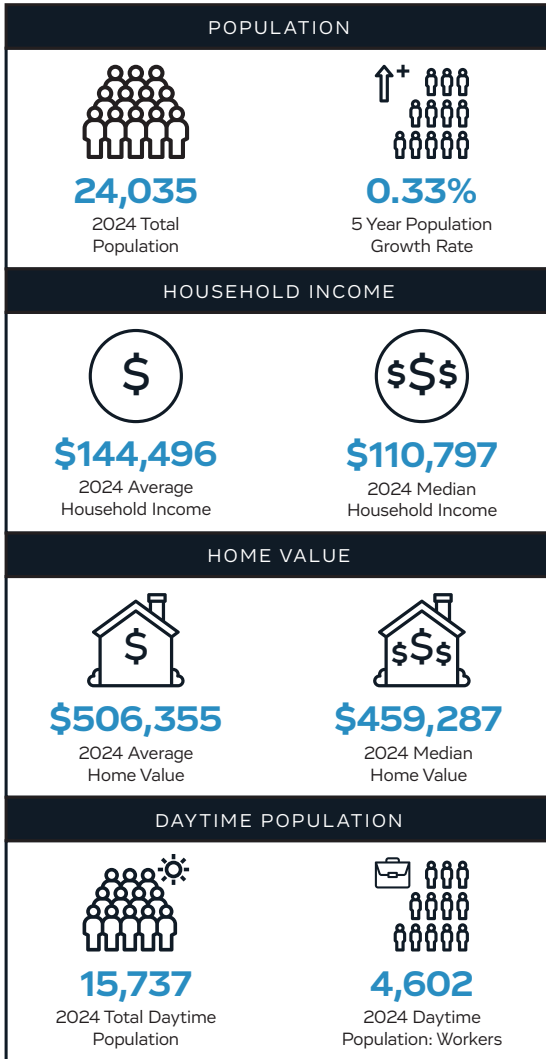 POPULATION
24,035
2024 Total
Population
0.33%
5 Year Population
Growth Rate
HOUSEHOLD INCOME
$
$144,496
2024 Average
Household Income
$$$
$110,797
2024 Median
Household Income
HOME VALUE
$
$506,355
2024 Average
Home Value
$$$
$459,287
2024 Median
Home Value
DAYTIME POPULATION
15,737
2024 Total Daytime
Population
4,602
2024 Daytime
Population: Workers